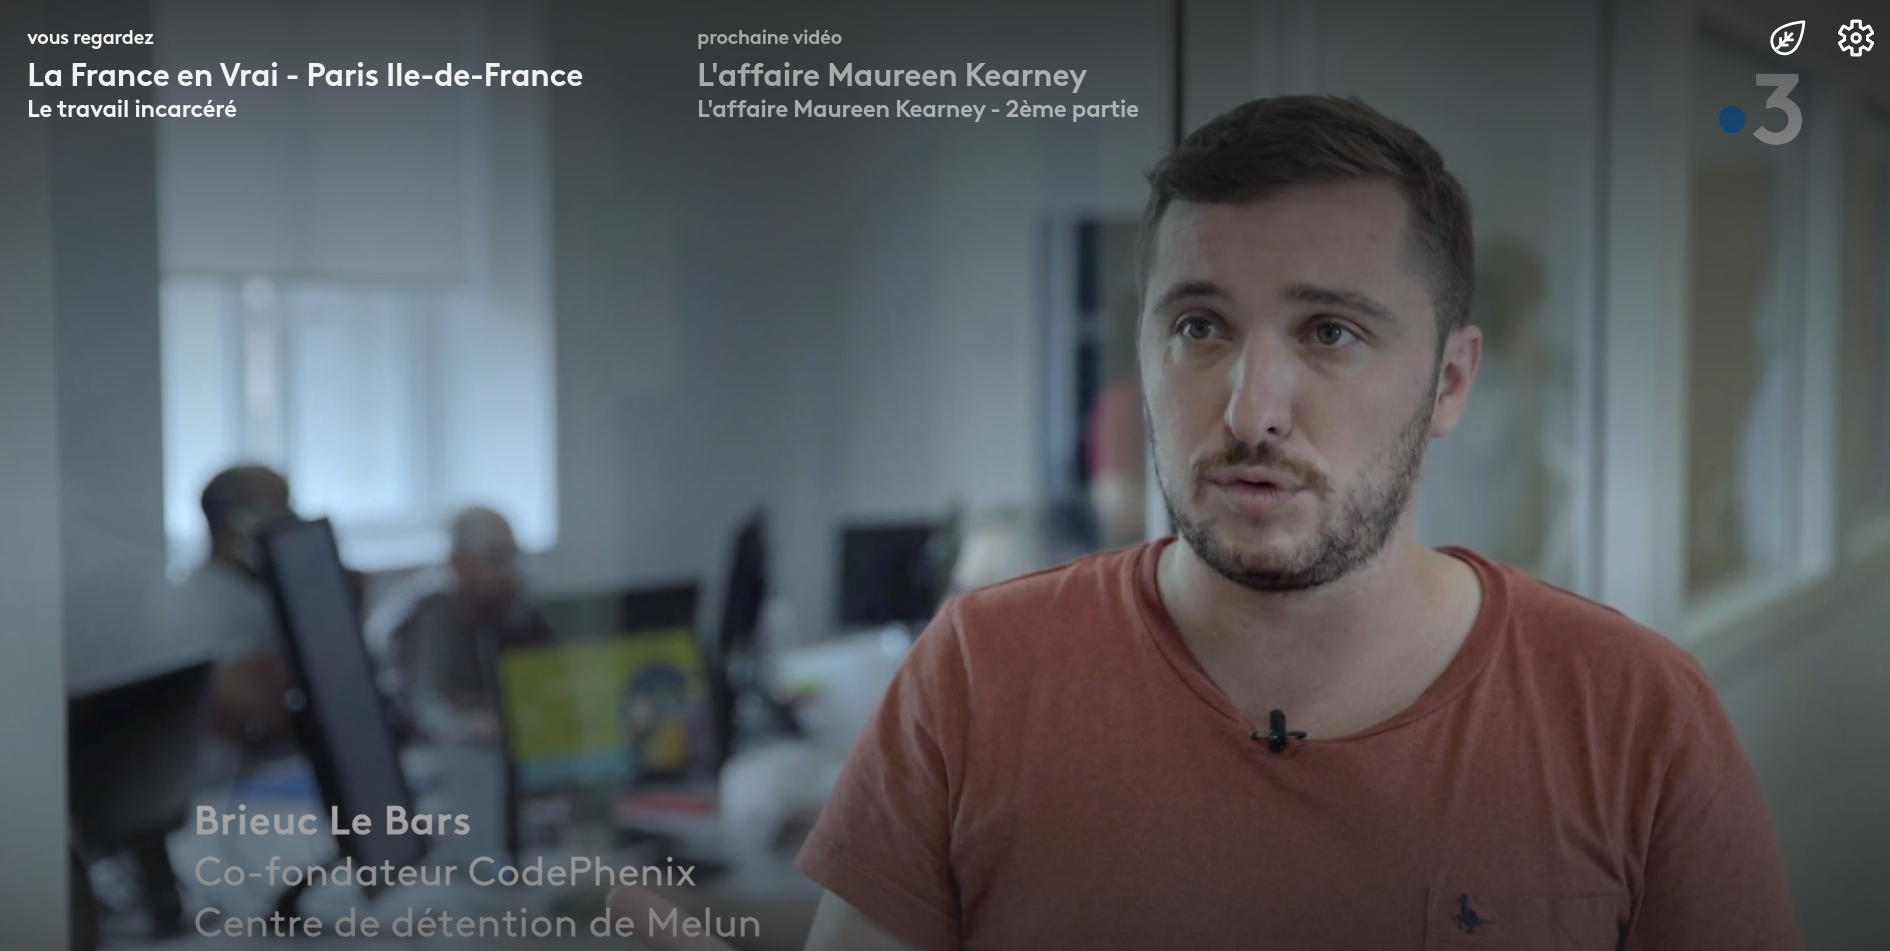 vous regardez
La France en Vrai - Paris Ile-de-France
Le travail incarcéré
prochaine vidéo
L'affaire Maureen Kearney
L'affaire Maureen Kearney - 2ème partie
3
Brieuc Le Bars
Co-fondateur CodePhenix
Centre de détention de Melun